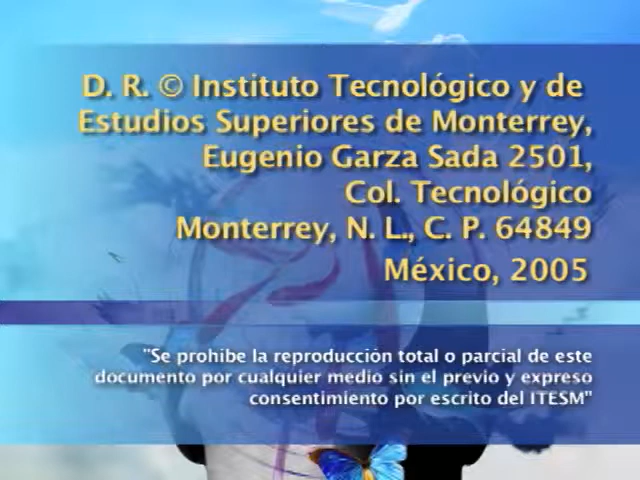 D. R. © Instituto Tecnológico y de
Estudios Superiores de Monterrey,
Eugenio Garza Sada 2501,
Col. Tecnológico
Monterrey, N. L., C. P. 64849
México, 2005
"Se prohibe la reproducción total o parcial de este
documento por cualquier medio sin el previo y expreso
consentimiento por escrito del ITESM"